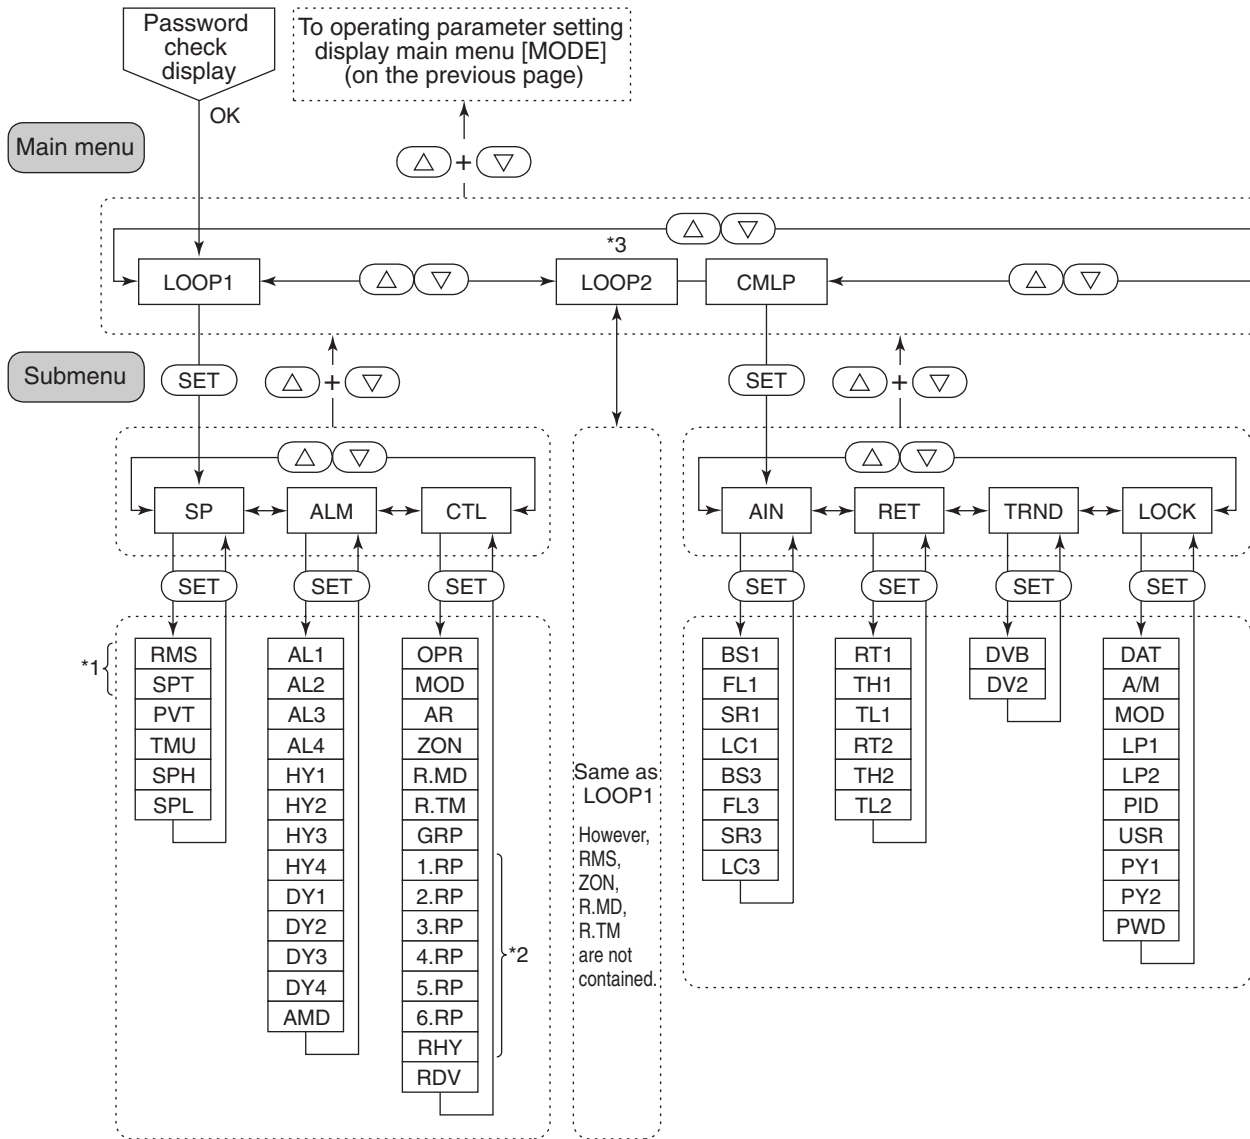 Password
check
display
To operating parameter setting
display main menu [MODE]
(on the previous page)
OK
Main menu
+
*3
LOOP1
LOOP2
CMLP
Submenu
SET
+
SET
+
SP
ALM
CTL
AIN
RET
TRND
LOCK
SET
SET
SET
SET
SET
SET
SET
*1
RMS
SPT
PVT
TMU
SPH
SPL
AL1
AL2
AL3
AL4
HY1
HY2
HY3
HY4
DY1
DY2
DY3
DY4
AMD
OPR
MOD
AR
ZON
R.MD
R.TM
GRP
1.RP
2.RP
3.RP
4.RP
5.RP
6.RP
RHY
RDV
*2
Same as
LOOP1
However,
RMS,
ZON,
R.MD,
R.TM
are not
contained.
BS1
FL1
SR1
LC1
BS3
FL3
SR3
LC3
RT1
TH1
TL1
RT2
TH2
TL2
DVB
DV2
DAT
A/M
MOD
LP1
LP2
PID
USR
PY1
PY2
PWD